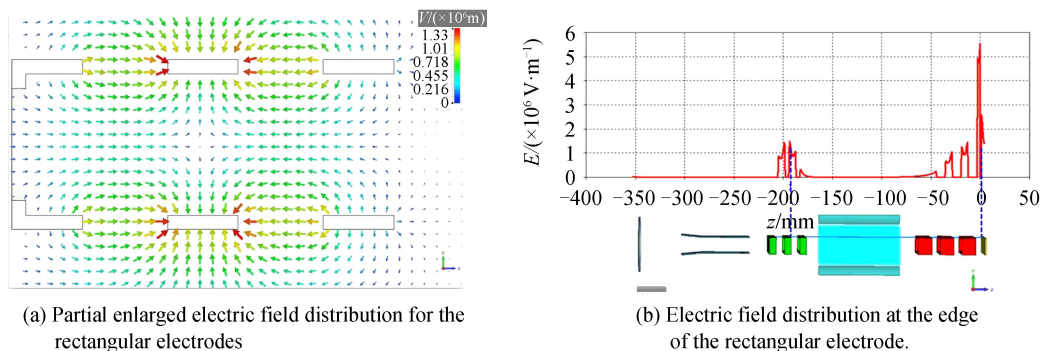 V/(×10⁶m)
1.33
1.01
0.718
0.455
0.216
0
(a) Partial enlarged electric field distribution for the
rectangular electrodes
(b)
E/(×10⁶ V·m⁻¹)
6
5
4
3
2
1
0
−400 −350 −300 −250 −200 −150 −100 −50 0 50
z/mm
(b) Electric field distribution at the edge
of the rectangular electrode.